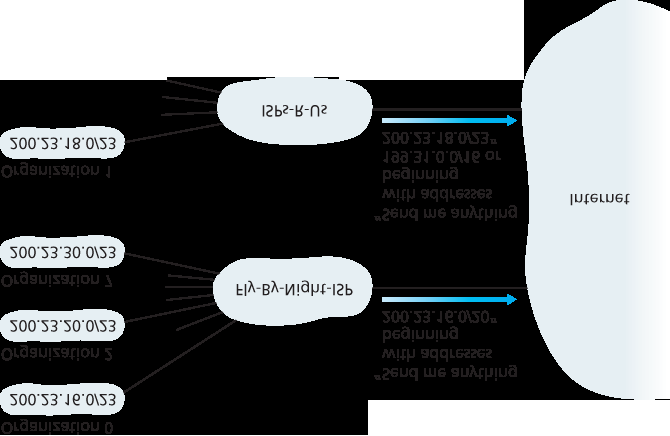 Organization 0
200.23.16.0/23
Organization 2
200.23.20.0/23
Organization 7
200.23.30.0/23
Fly-By-Night-ISP
“Send me anything
with addresses
beginning
200.23.16.0/20”
Organization 1
200.23.18.0/23
ISPs-R-Us
“Send me anything
with addresses
beginning
199.31.0.0/16 or
200.23.18.0/23”
Internet